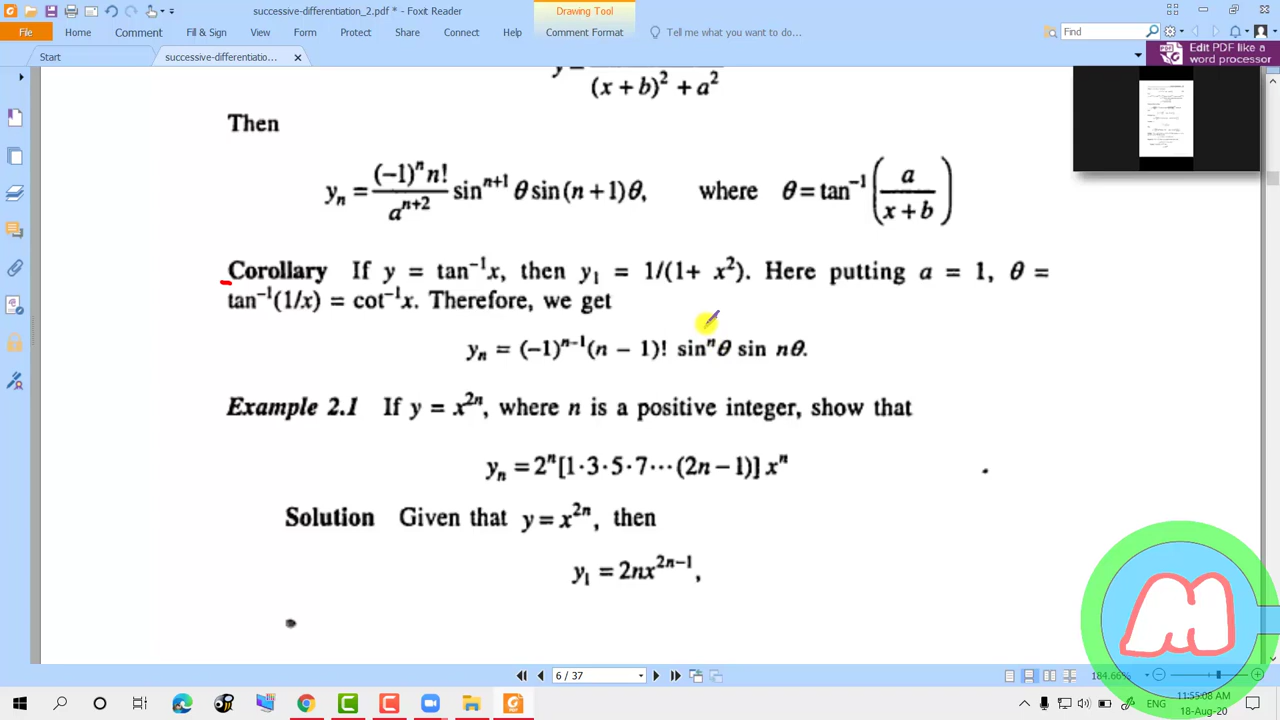 successive-differentiation_2.pdf * - Foxit Reader
Drawing Tool
File Home Comment Fill & Sign View Form Protect Share Connect Help Comment Format Tell me what you want to do... Find
Start successive-differentiatio...
Edit PDF like a
word processor
y =
(x + b)² + a²
Then
yₙ = (−1)ⁿ n! / aⁿ⁺² sinⁿ⁺¹ θ sin (n + 1) θ, where θ = tan⁻¹ (a / (x + b))
Corollary If y = tan⁻¹x, then y₁ = 1/(1+ x²). Here putting a = 1, θ =
tan⁻¹(1/x) = cot⁻¹x. Therefore, we get
yₙ = (−1)ⁿ⁻¹(n − 1)! sinⁿθ sin nθ.
Example 2.1 If y = x²ⁿ, where n is a positive integer, show that
yₙ = 2ⁿ [1·3·5·7···(2n − 1)] xⁿ
Solution Given that y = x²ⁿ, then
y₁ = 2nx²ⁿ⁻¹,
M
6 / 37
184.66%
ENG
11:55:08 AM
18-Aug-20